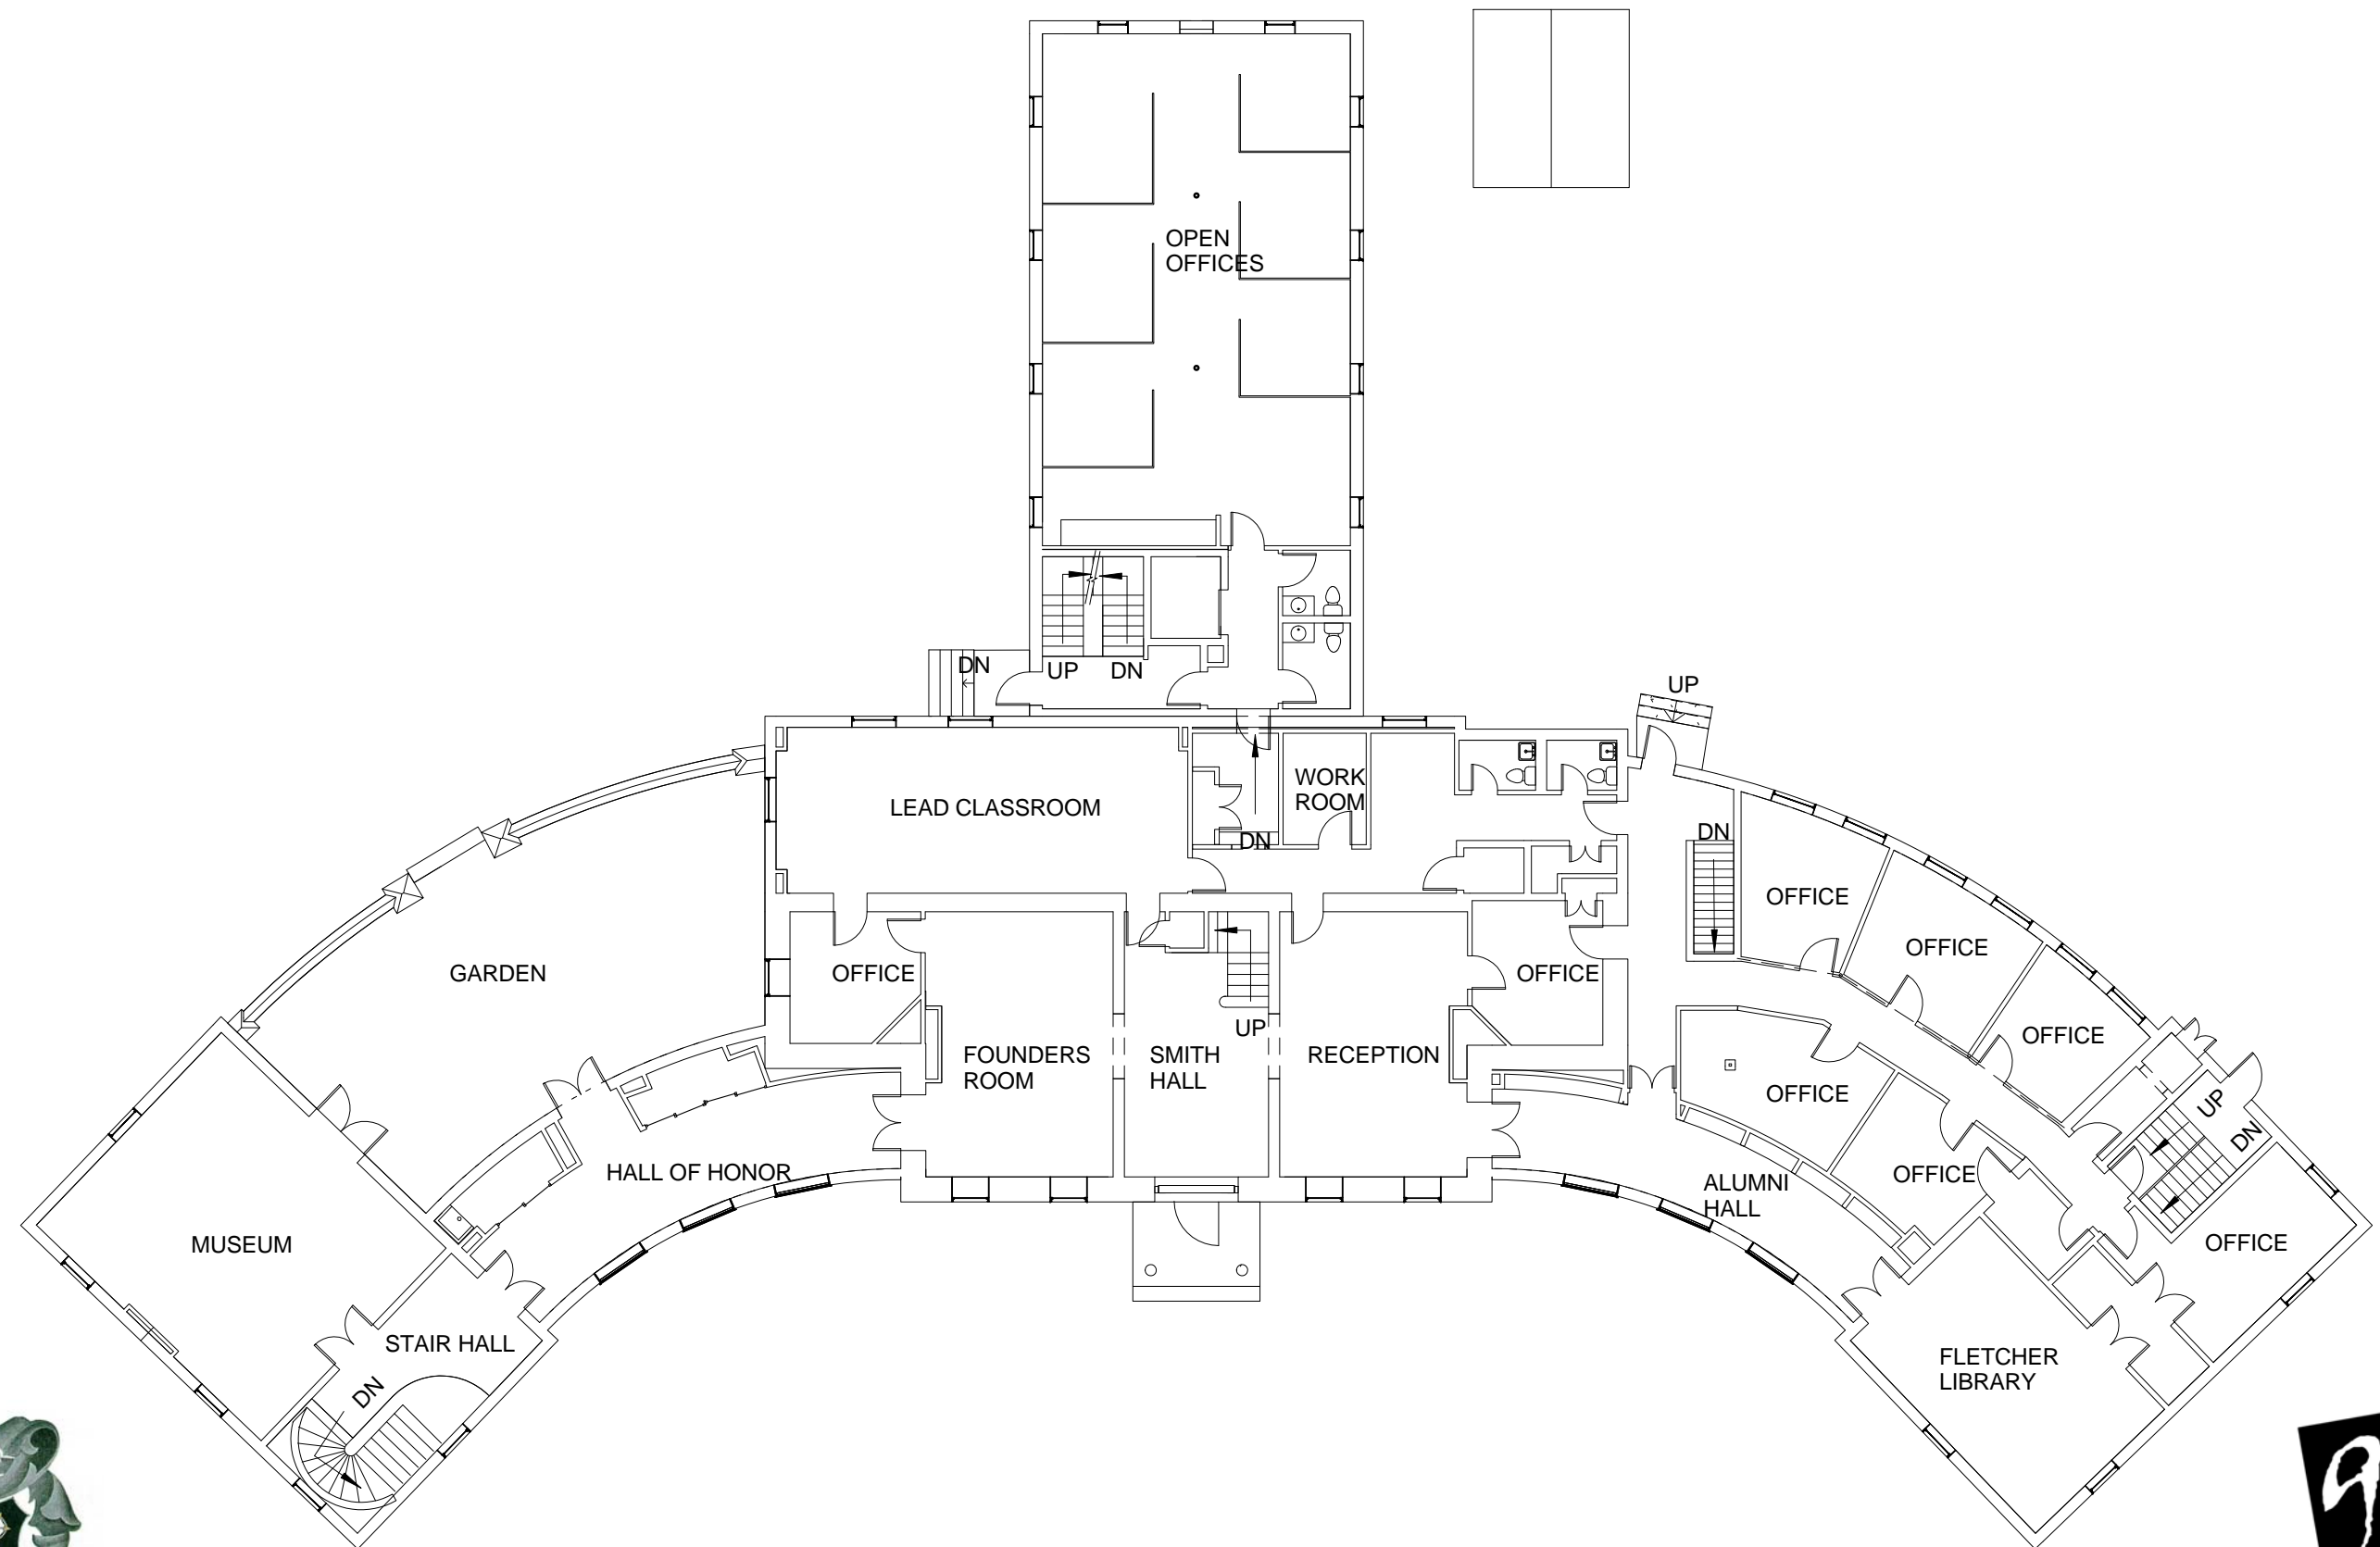 OPEN
OFFICES
DN
UP
DN
UP
WORK
ROOM
LEAD CLASSROOM
DN
DN
OFFICE
OFFICE
GARDEN
OFFICE
OFFICE
UP
OFFICE
FOUNDERS
ROOM
SMITH
HALL
RECEPTION
OFFICE
UP
DN
HALL OF HONOR
OFFICE
ALUMNI
HALL
MUSEUM
OFFICE
STAIR HALL
FLETCHER
LIBRARY
DN